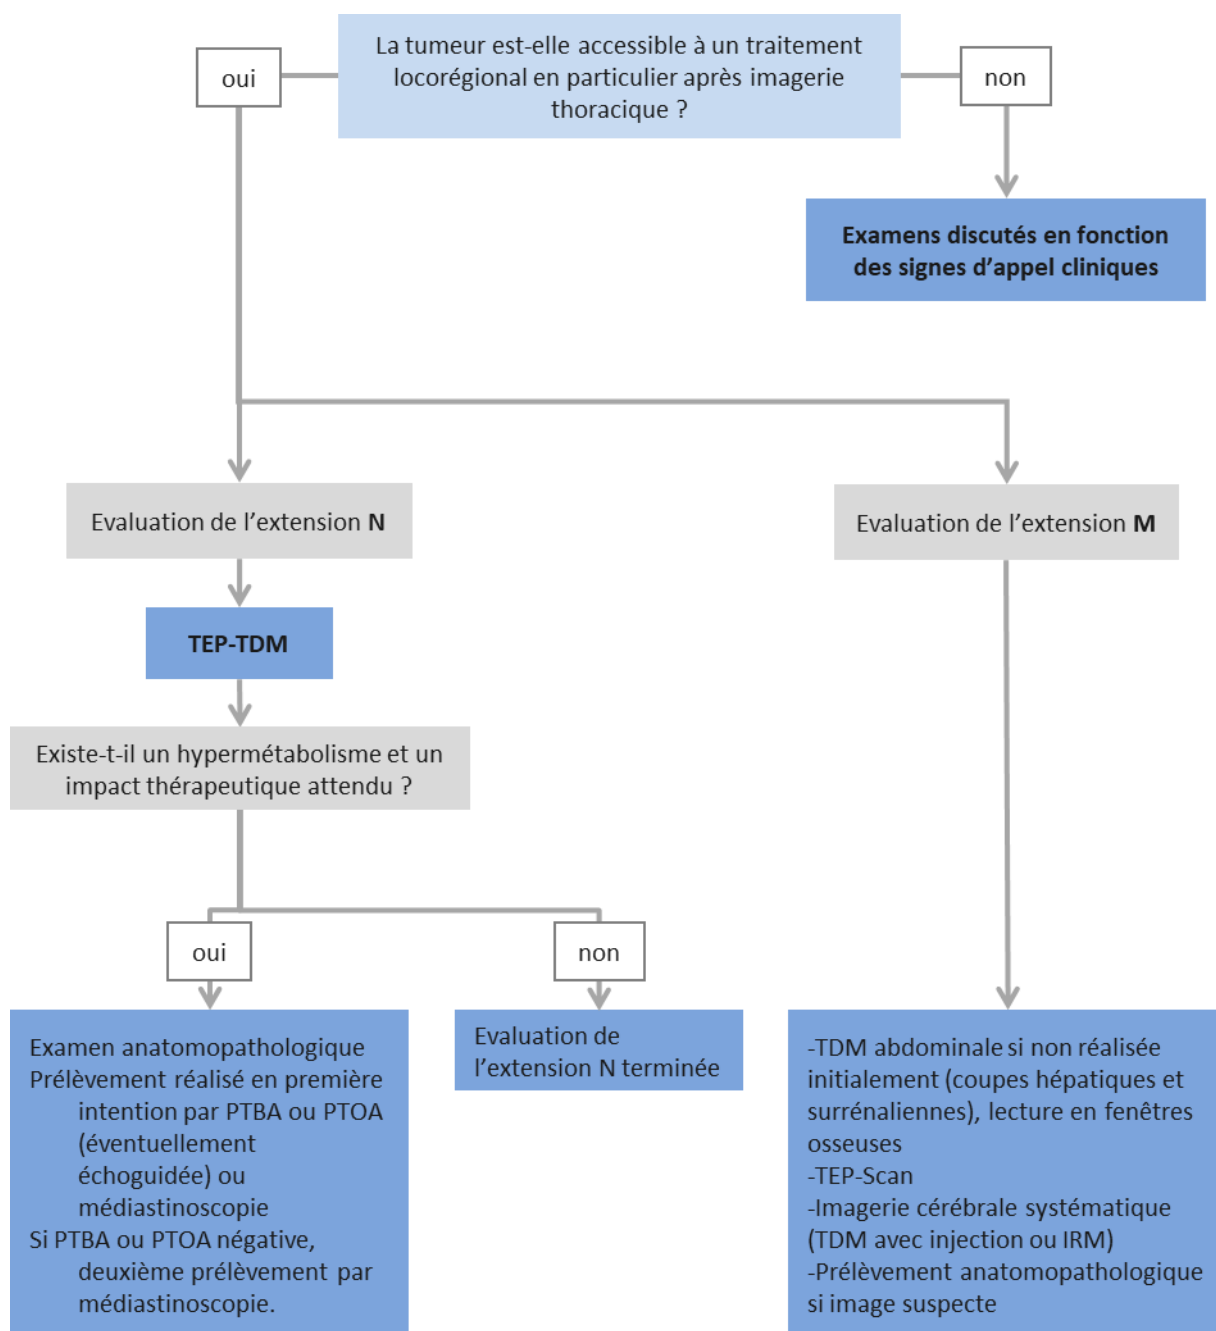 La tumeur est-elle accessible à un traitement
locorégional en particulier après imagerie
thoracique ?
oui
non
Examens discutés en fonction
des signes d'appel cliniques
Evaluation de l'extension N
Evaluation de l'extension M
TEP-TDM
Existe-t-il un hypermétabolisme et un
impact thérapeutique attendu ?
oui
non
Examen anatomopathologique
Prélèvement réalisé en première
intention par PTBA ou PTOA
(éventuellement
échoguidée) ou
médiastinoscopie
Si PTBA ou PTOA négative,
deuxième prélèvement par
médiastinoscopie.
Evaluation de
l'extension N terminée
-TDM abdominale si non réalisée
initialement (coupes hépatiques et
surrénaliennes), lecture en fenêtres
osseuses
-TEP-Scan
-Imagerie cérébrale systématique
(TDM avec injection ou IRM)
-Prélèvement anatomopathologique
si image suspecte